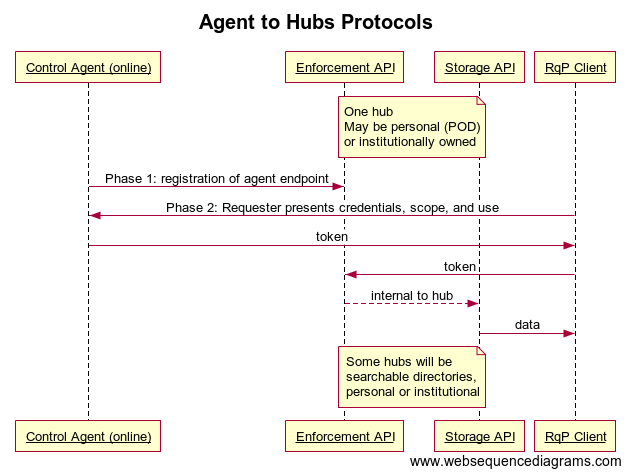 Agent to Hubs Protocols
Control Agent (online)
Enforcement API
Storage API
RqP Client
One hub
May be personal (POD)
or institutionally owned
Phase 1: registration of agent endpoint
Phase 2: Requester presents credentials, scope, and use
token
token
internal to hub
data
Some hubs will be
searchable directories,
personal or institutional
Control Agent (online)
Enforcement API
Storage API
RqP Client
www.websequencediagrams.com